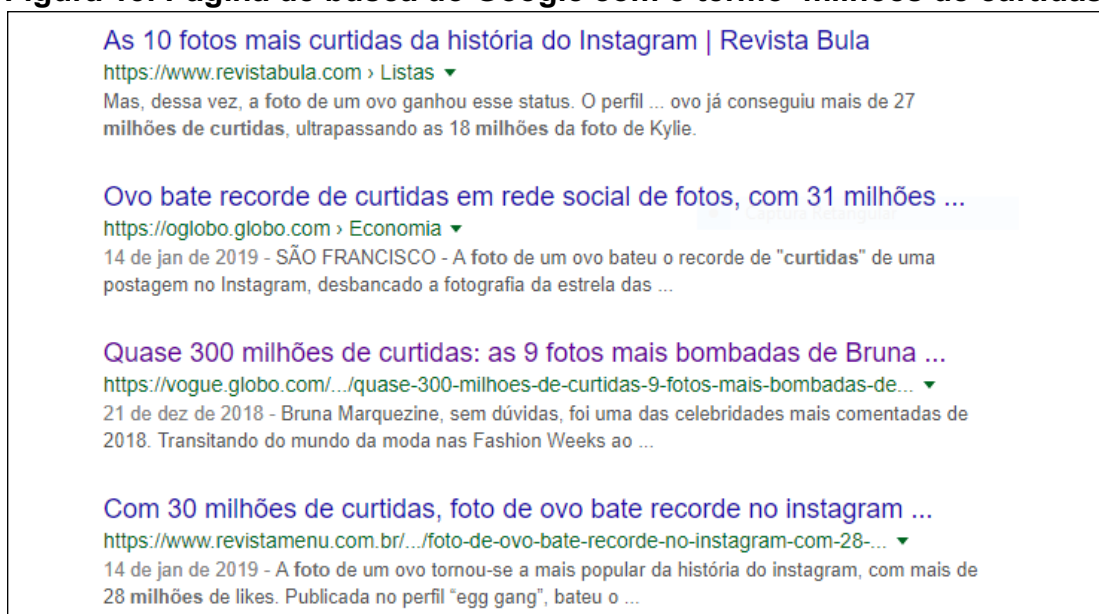 As 10 fotos mais curtidas da história do Instagram | Revista Bula
https://www.revistabula.com › Listas ▼
Mas, dessa vez, a foto de um ovo ganhou esse status. O perfil ... ovo já conseguiu mais de 27
milhões de curtidas, ultrapassando as 18 milhões da foto de Kylie.
Ovo bate recorde de curtidas em rede social de fotos, com 31 milhões ...
Captura Retangular
https://oglobo.globo.com › Economia ▼
14 de jan de 2019 - SÃO FRANCISCO - A foto de um ovo bateu o recorde de "curtidas" de uma
postagem no Instagram, desbancado a fotografia da estrela das ...
Quase 300 milhões de curtidas: as 9 fotos mais bombadas de Bruna ...
https://vogue.globo.com/.../quase-300-milhoes-de-curtidas-9-fotos-mais-bombadas-de... ▼
21 de dez de 2018 - Bruna Marquezine, sem dúvidas, foi uma das celebridades mais comentadas de
2018. Transitando do mundo da moda nas Fashion Weeks ao ...
Com 30 milhões de curtidas, foto de ovo bate recorde no instagram ...
https://www.revistamenu.com.br/.../foto-de-ovo-bate-recorde-no-instagram-com-28-... ▼
14 de jan de 2019 - A foto de um ovo tornou-se a mais popular da história do instagram, com mais de
28 milhões de likes. Publicada no perfil “egg gang”, bateu o ...